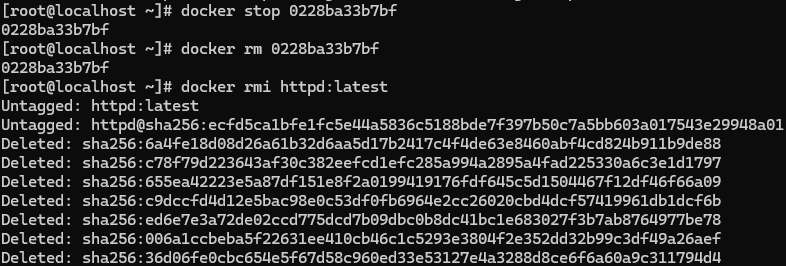 [root@localhost ~]# docker stop 0228ba33b7bf
0228ba33b7bf
[root@localhost ~]# docker rm 0228ba33b7bf
0228ba33b7bf
[root@localhost ~]# docker rmi httpd:latest
Untagged: httpd:latest
Untagged: httpd@sha256:ecfd5ca1bfe1fc5e44a5836c5188bde7f397b50c7a5bb603a017543e29948a01
Deleted: sha256:6a4fe18d08d26a61b32d6aa5d17b2417c4f4de63e8460abf4cd824b911b9de88
Deleted: sha256:c78f79d223643af30c382eefcd1efc285a994a2895a4fad225330a6c3e1d1797
Deleted: sha256:655ea42223e5a87df151e8f2a0199419176fdf645c5d1504467f12df46f66a09
Deleted: sha256:c9dccfd4d12e5bac98e0c53df0fb6964e2cc26020cbd4dcf57419961db1dcf6b
Deleted: sha256:ed6e7e3a72de02ccd775dcd7b09dbc0b8dc41bc1e683027f3b7ab8764977be78
Deleted: sha256:006a1ccbeba5f22631ee410cb46c1c5293e3804f2e352dd32b99c3df49a26aef
Deleted: sha256:36d06fe0cbc654e5f67d58c960ed33e53127e4a3288d8ce6f6a60a9c311794d4